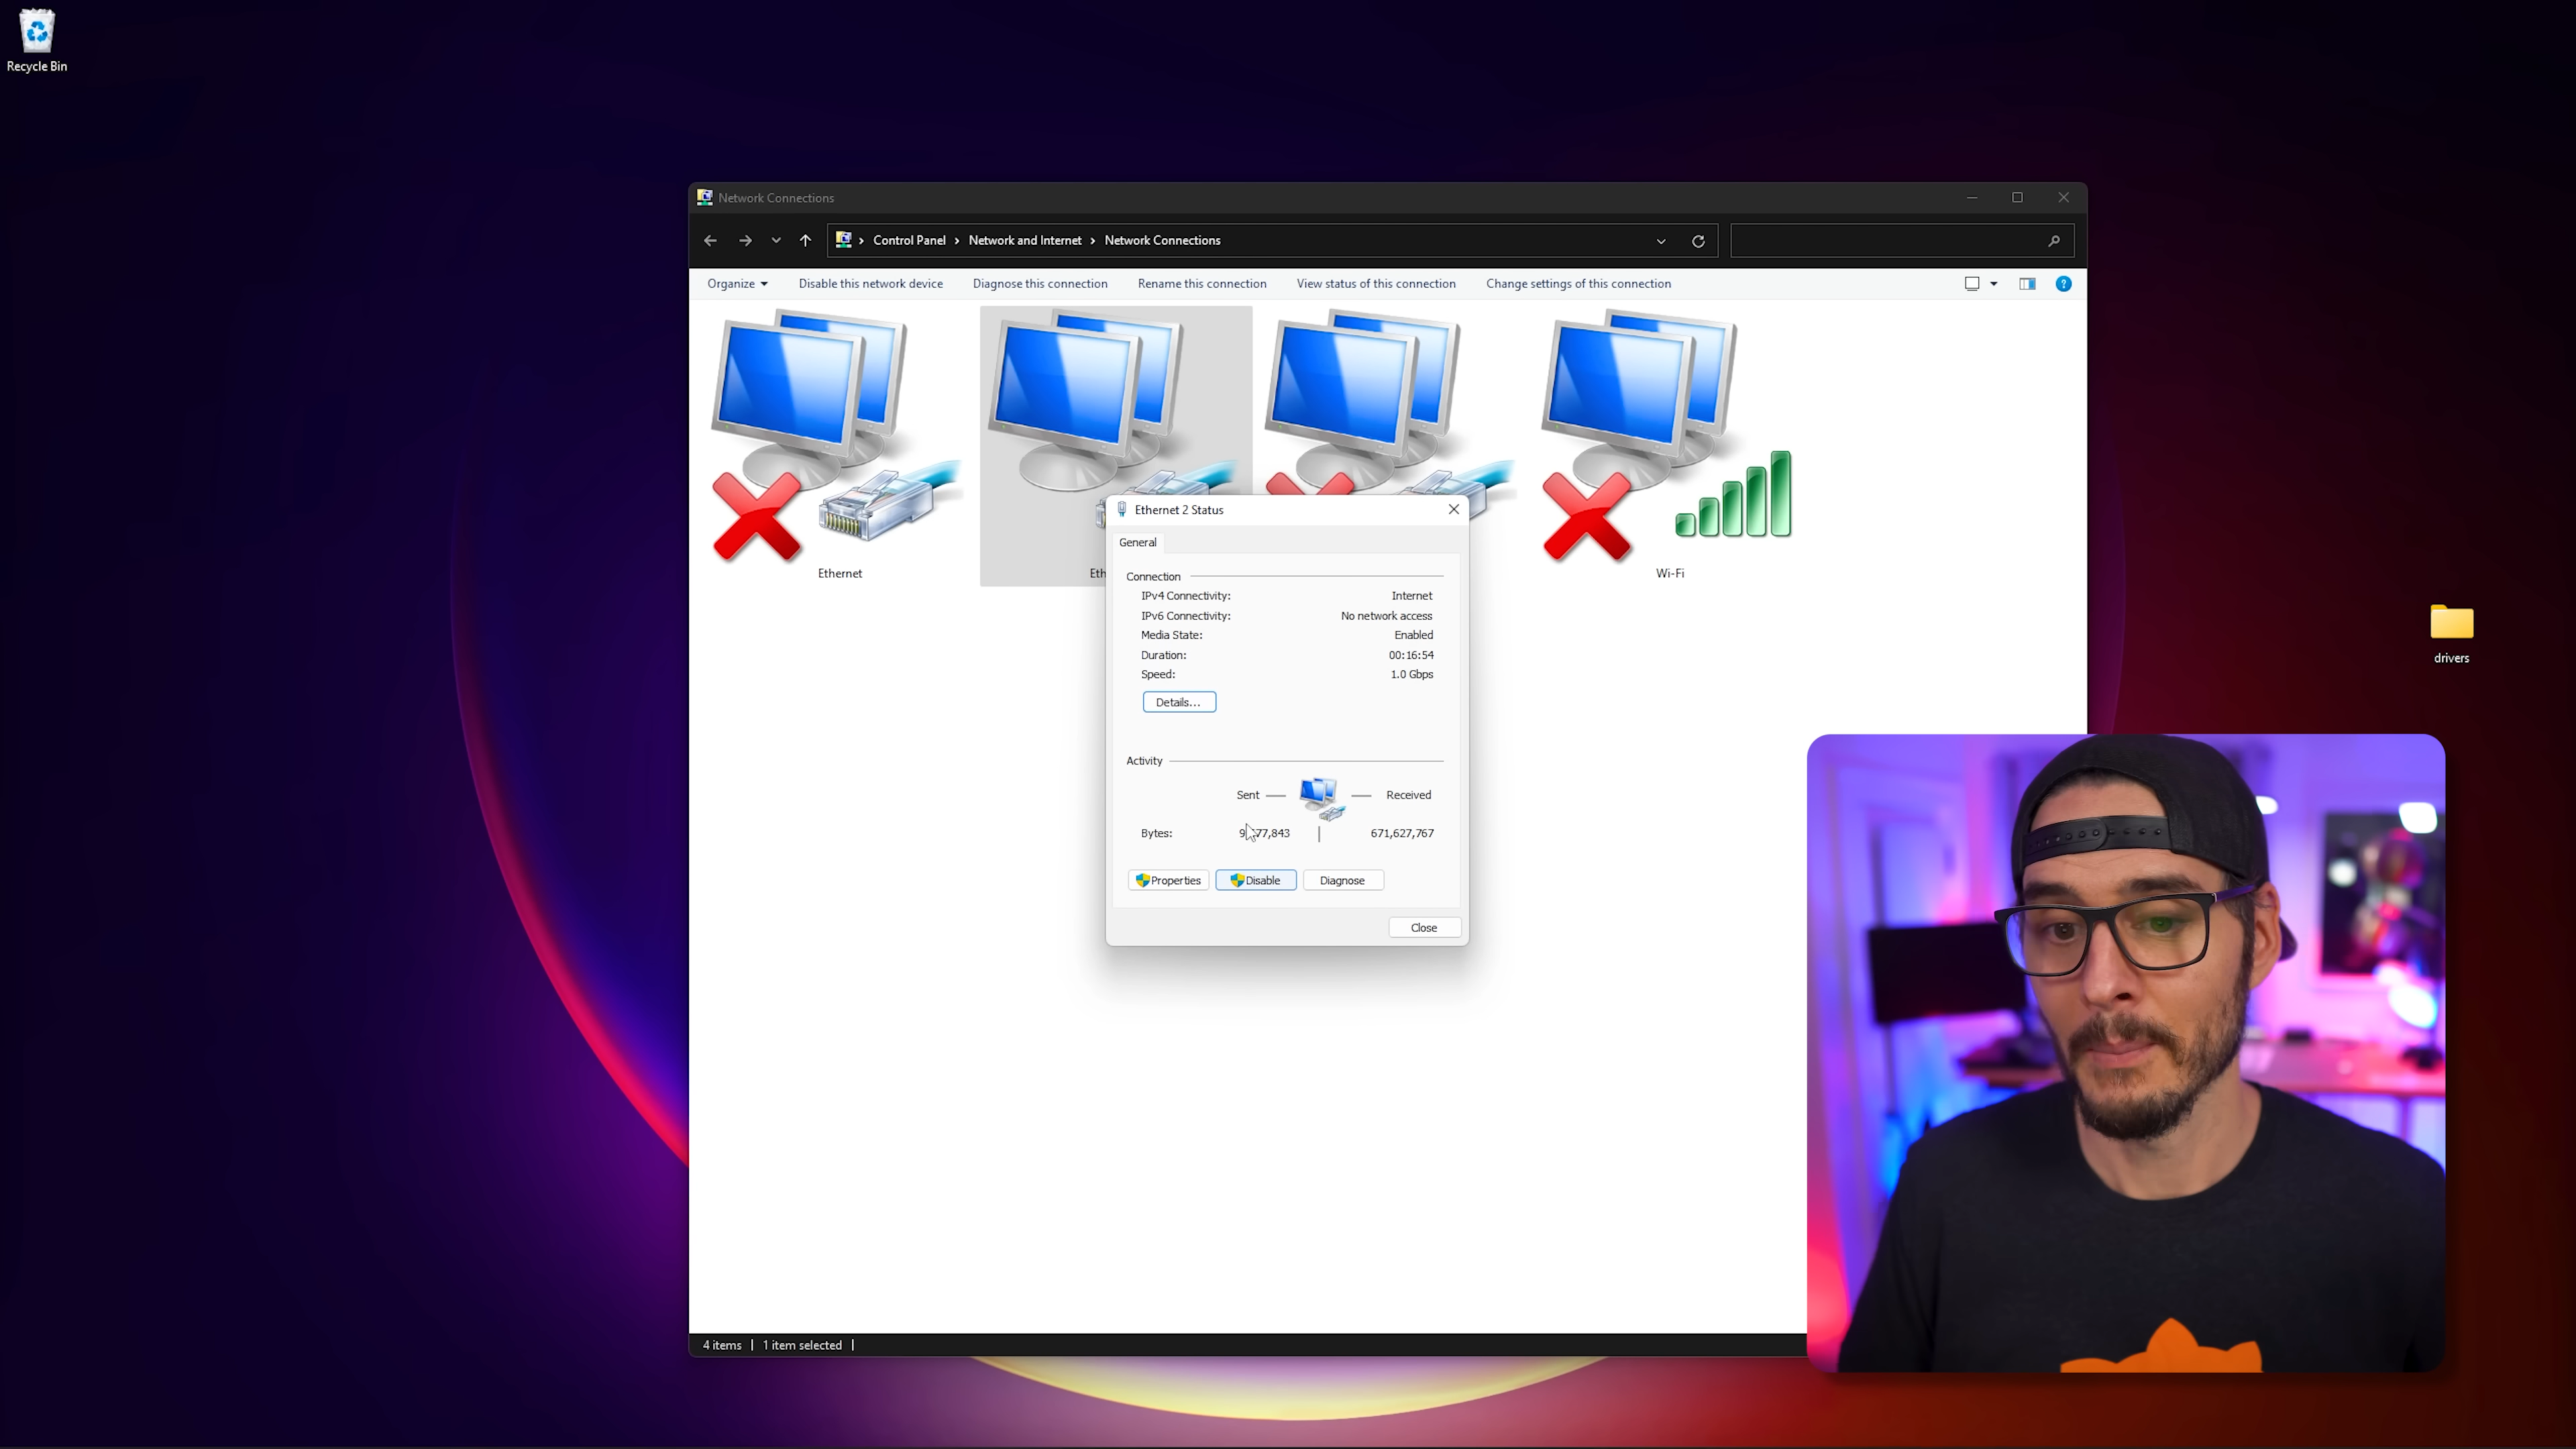 Recycle Bin
Network Connections
Control Panel > Network and Internet > Network Connections
Organize
Disable this network device
Diagnose this connection
Rename this connection
View status of this connection
Change settings of this connection
?
Ethernet
Wi-Fi
Ethernet 2 Status
General
Connection
IPv4 Connectivity: Internet
IPv6 Connectivity: No network access
Media State: Enabled
Duration: 00:16:54
Speed: 1.0 Gbps
Details...
Activity
Sent — — Received
Bytes: | 671,627,767
Properties
Disable
Diagnose
Close
drivers
4 items | 1 item selected |